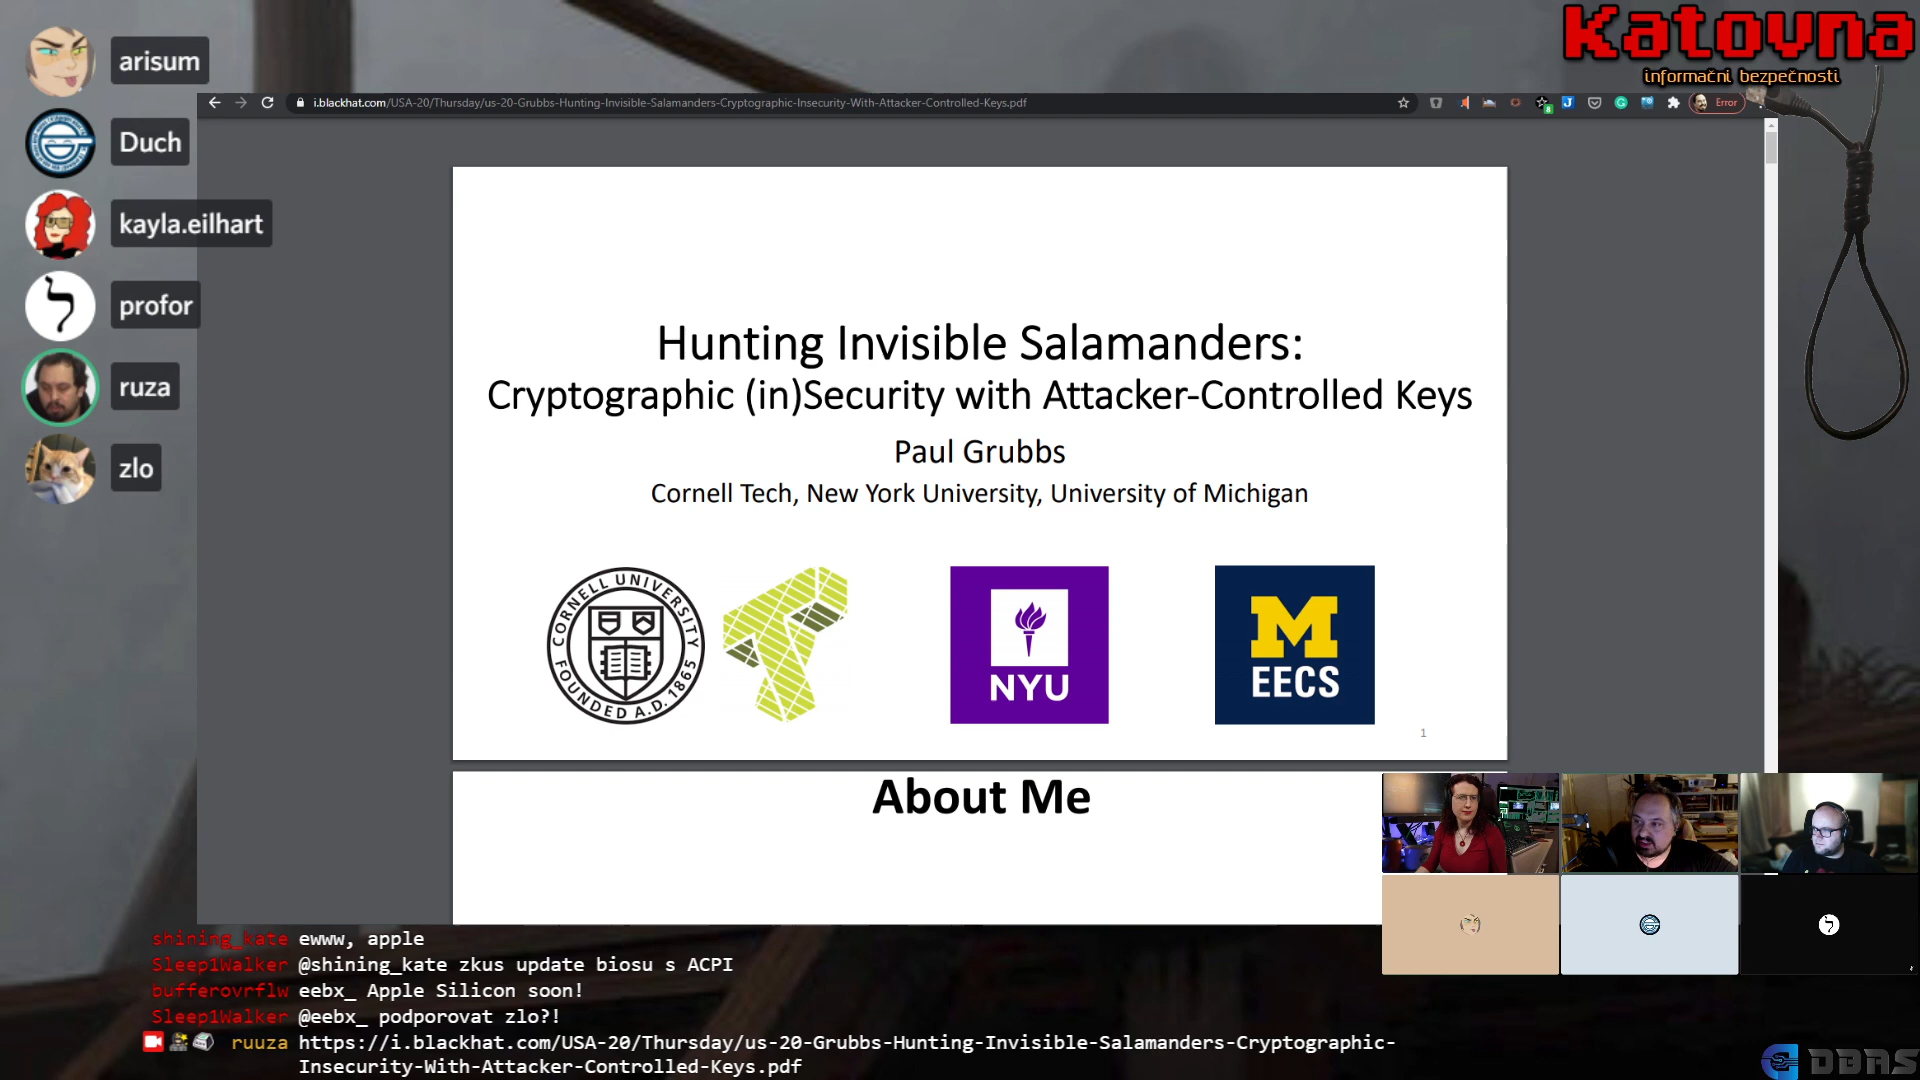 Katovna
informační bezpečnosti
arisum
Duch
kayla.eilhart
profor
ruza
zlo
i.blackhat.com/USA-20/Thursday/us-20-Grubbs-Hunting-Invisible-Salamanders-Cryptographic-Insecurity-With-Attacker-Controlled-Keys.pdf
Error
Hunting Invisible Salamanders:
Cryptographic (in)Security with Attacker-Controlled Keys
Paul Grubbs
Cornell Tech, New York University, University of Michigan
CORNELL UNIVERSITY
FOUNDED A.D. 1865
NYU
M
EECS
1
About Me
shining_kate ewww, apple
Sleep1Walker @shining_kate zkus update biosu s ACPI
bufferovrflw eebx_ Apple Silicon soon!
Sleep1Walker @eebx_ podporovat zlo?!
ruuza https://i.blackhat.com/USA-20/Thursday/us-20-Grubbs-Hunting-Invisible-Salamanders-Cryptographic-
Insecurity-With-Attacker-Controlled-Keys.pdf
DBAS